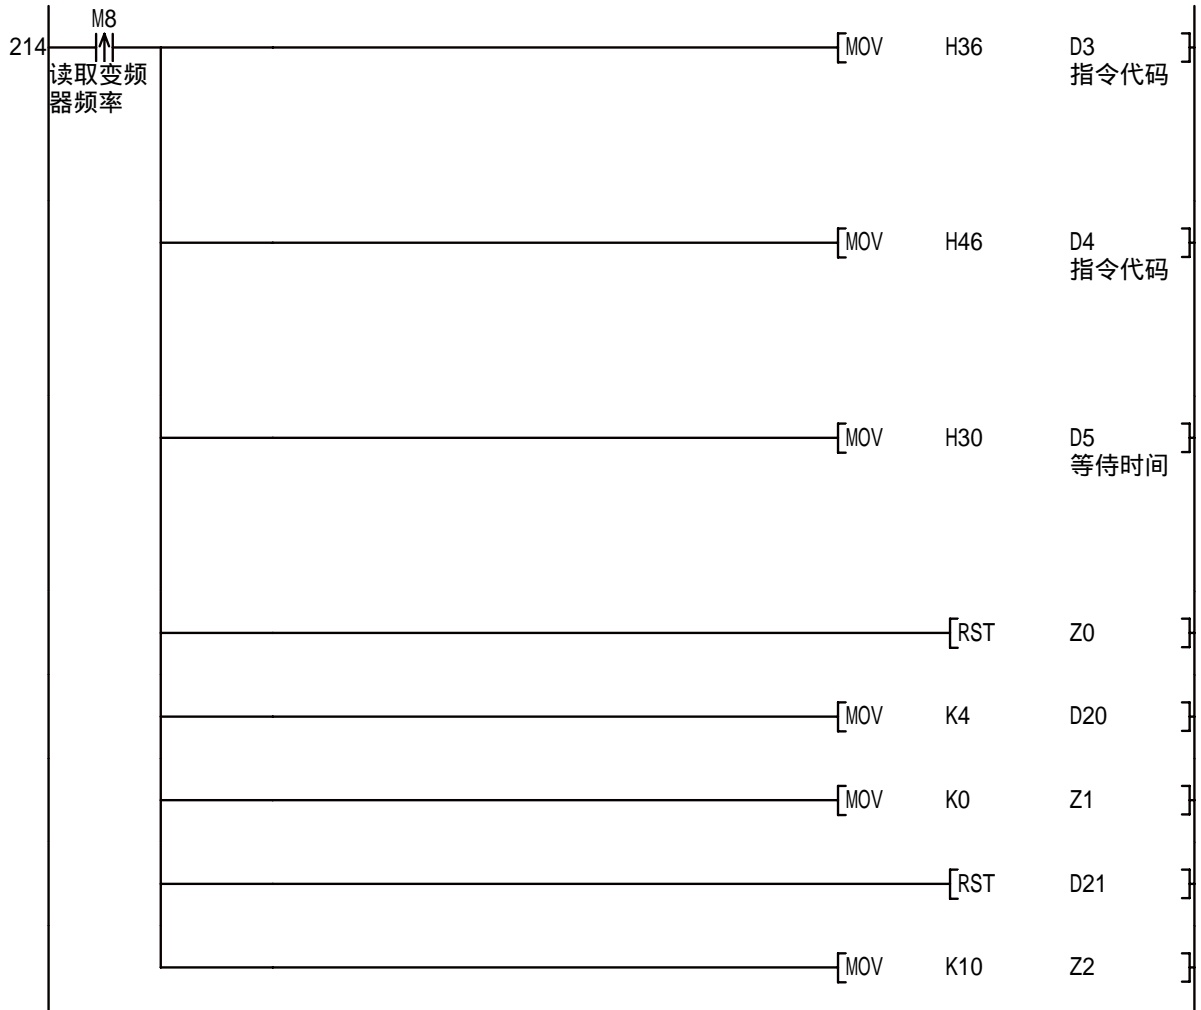 M8
214 MOV H36 D3
读取变频 指令代码
器频率
MOV H46 D4
指令代码
MOV H30 D5
等侍时间
RST Z0
MOV K4 D20
MOV K0 Z1
RST D21
MOV K10 Z2